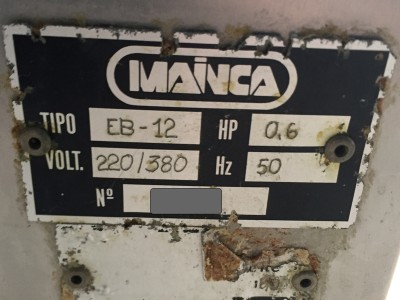 MAINCA
TIPO EB-12 HP 0,6
VOLT. 220/380 Hz 50
Nº